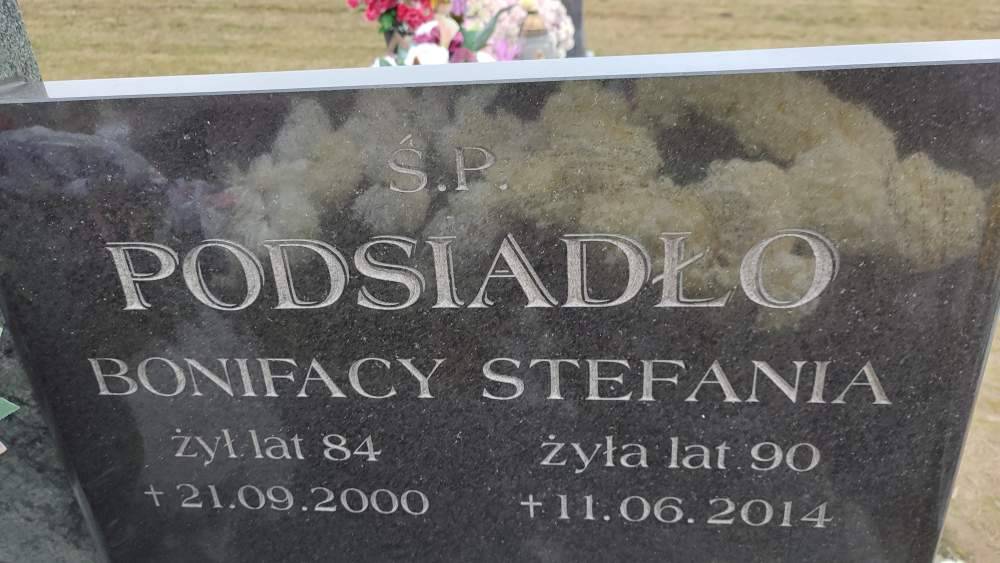 Ś.P.
PODSIADŁO
BONIFACY STEFANIA
żył lat 84 żyła lat 90
+ 21.09.2000 + 11.06.2014